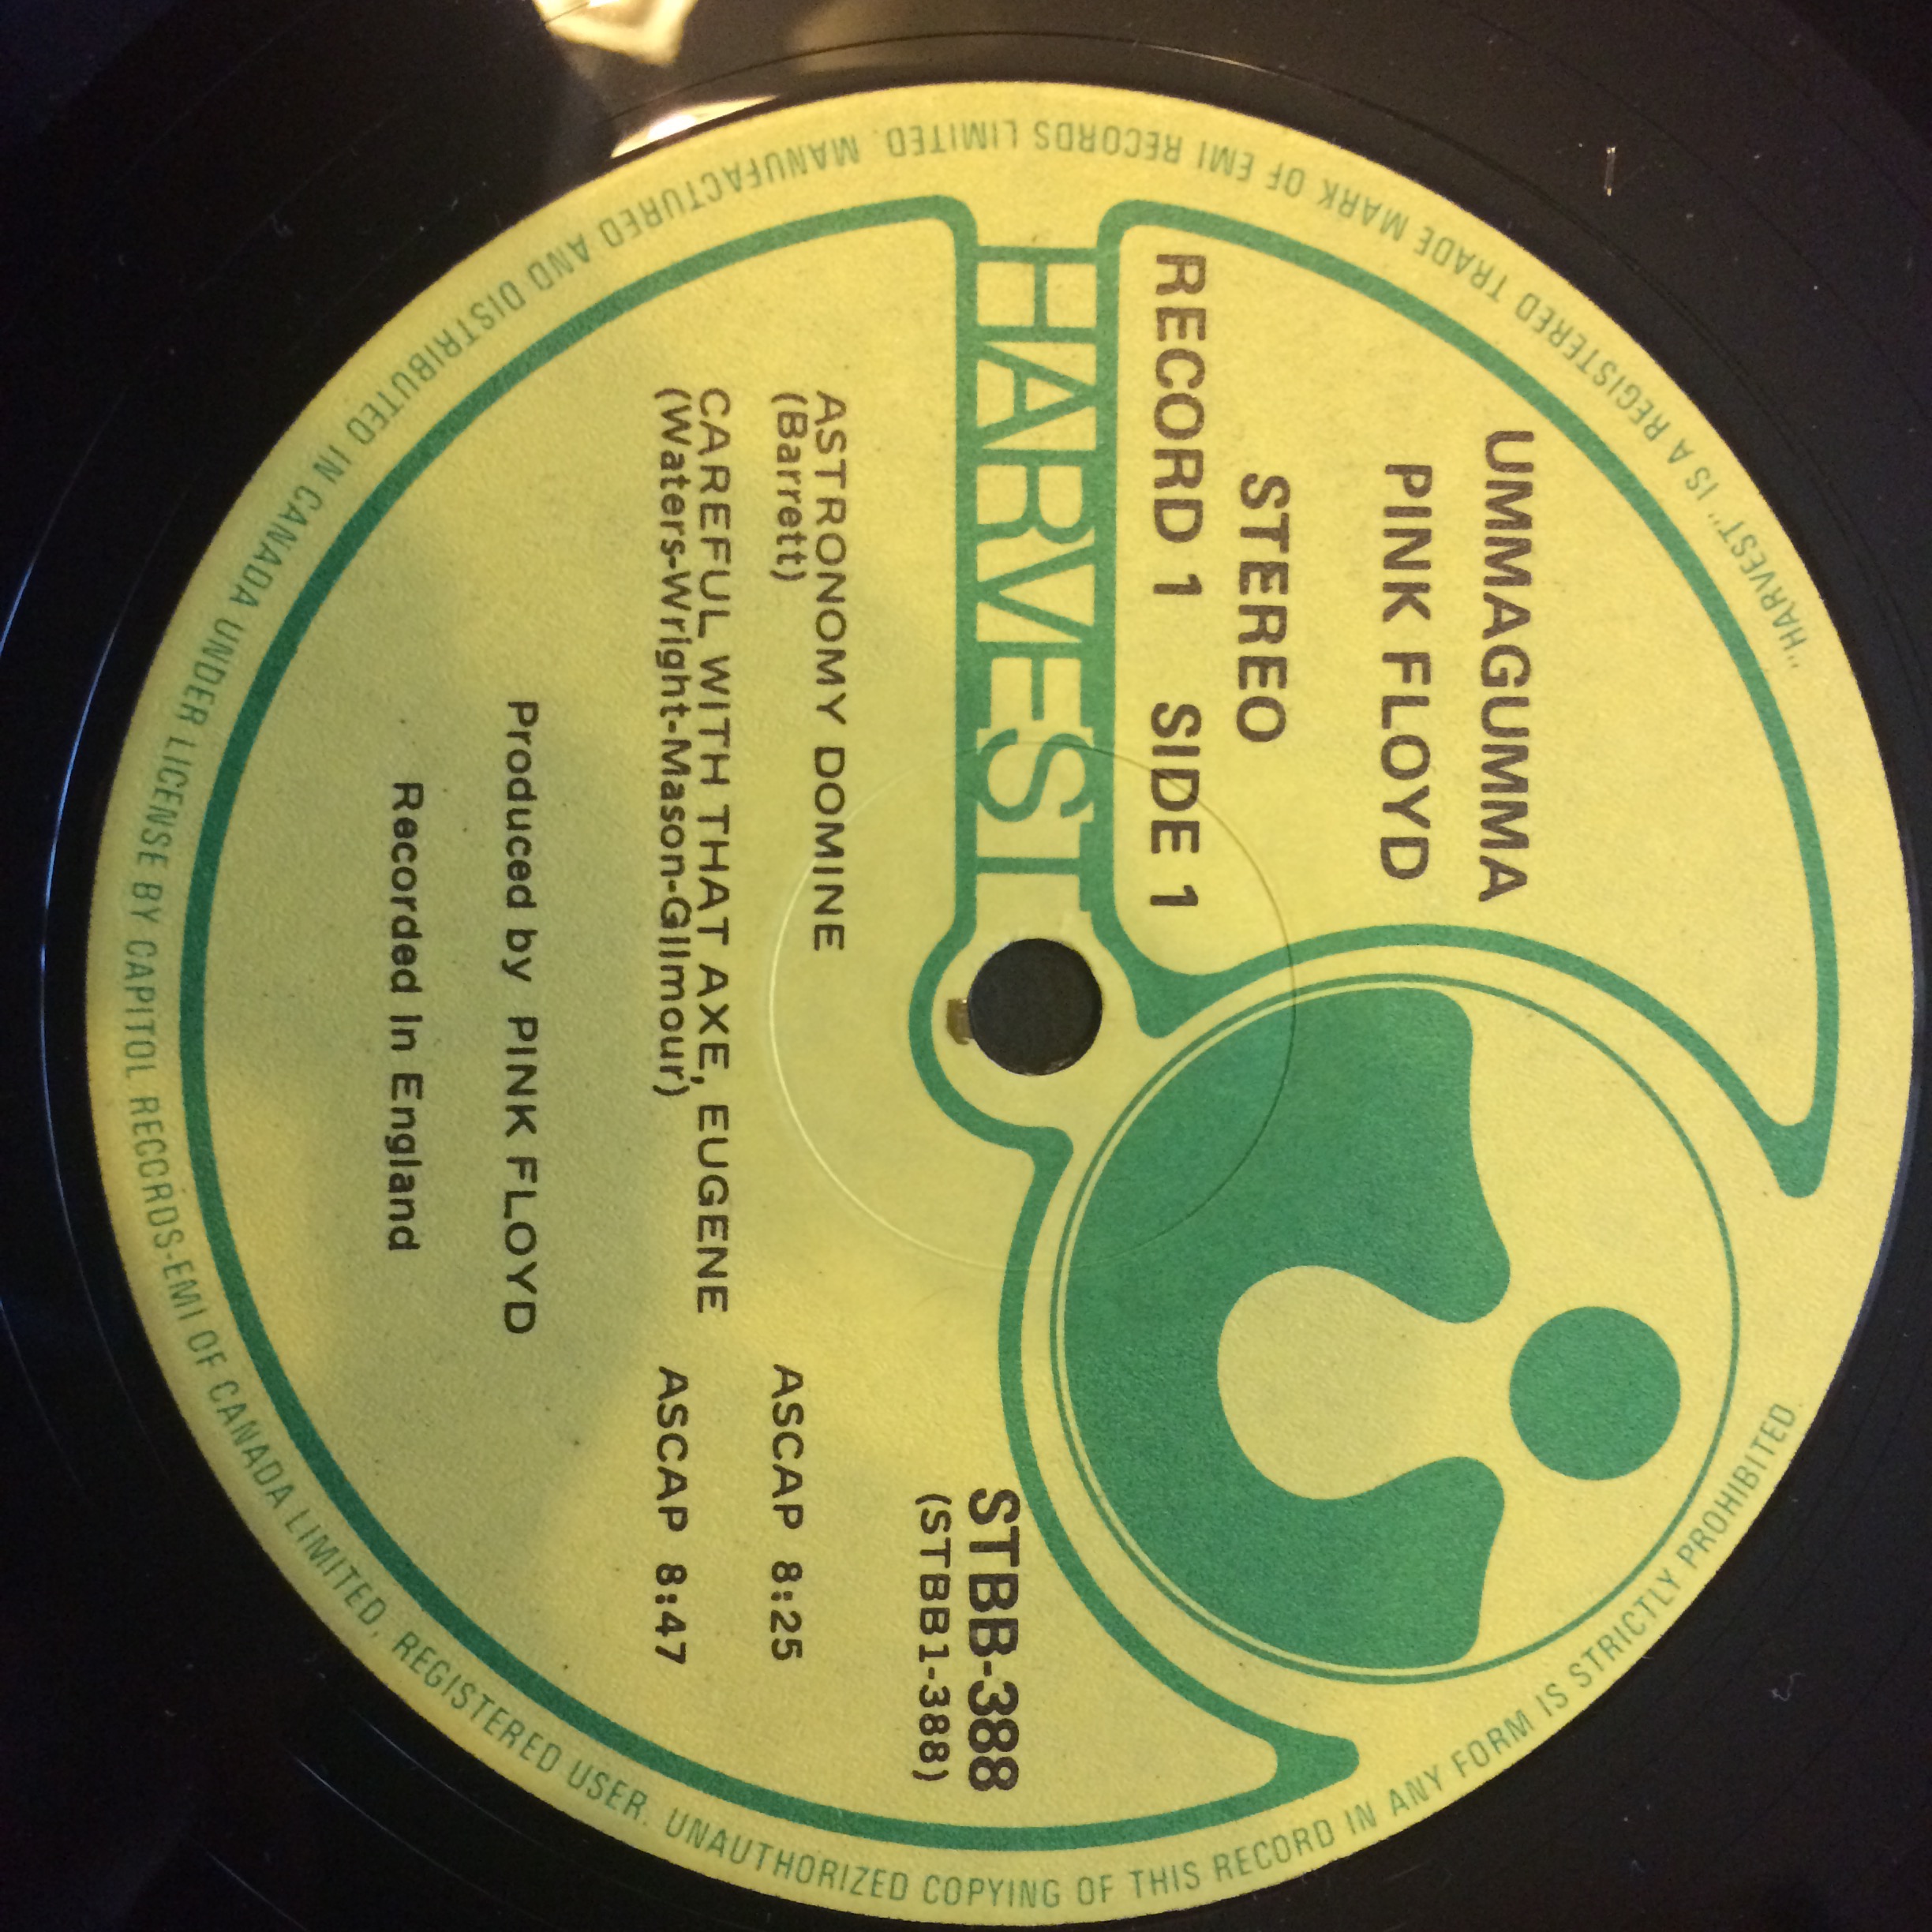 UMMAGUMMA
PINK FLOYD
STEREO
RECORD 1 SIDE 1
HARVEST
STBB-388
(STBB1-388)
ASTRONOMY DOMINE
(Barrett) ASCAP 8:25
CAREFUL WITH THAT AXE, EUGENE
(Waters-Wright-Mason-Gilmour) ASCAP 8:47
Produced by PINK FLOYD
Recorded in England
"HARVEST" IS A REGISTERED TRADE MARK OF EMI RECORDS LIMITED. MANUFACTURED AND DISTRIBUTED IN CANADA UNDER LICENSE BY CAPITOL RECORDS-EMI OF CANADA LIMITED, REGISTERED USER. UNAUTHORIZED COPYING OF THIS RECORD IN ANY FORM IS STRICTLY PROHIBITED.